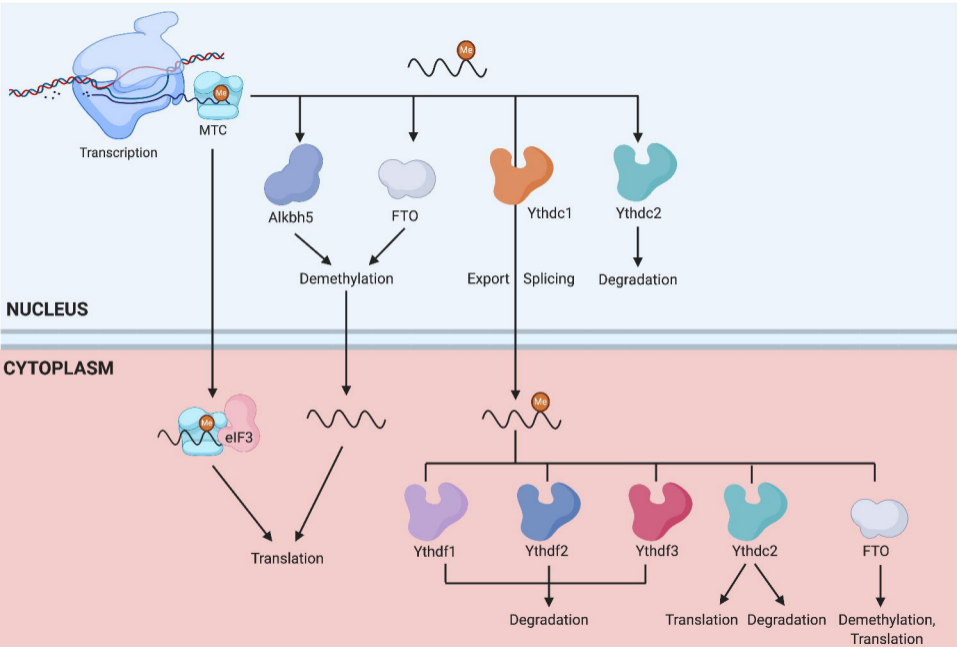 Me
Me
MTC
Transcription
Alkbh5
FTO
Ythdc1
Ythdc2
Demethylation
Export
Splicing
Degradation
NUCLEUS
CYTOPLASM
Me
Me
eIF3
Translation
Ythdf1
Ythdf2
Ythdf3
Ythdc2
FTO
Degradation
Translation
Degradation
Demethylation,
Translation